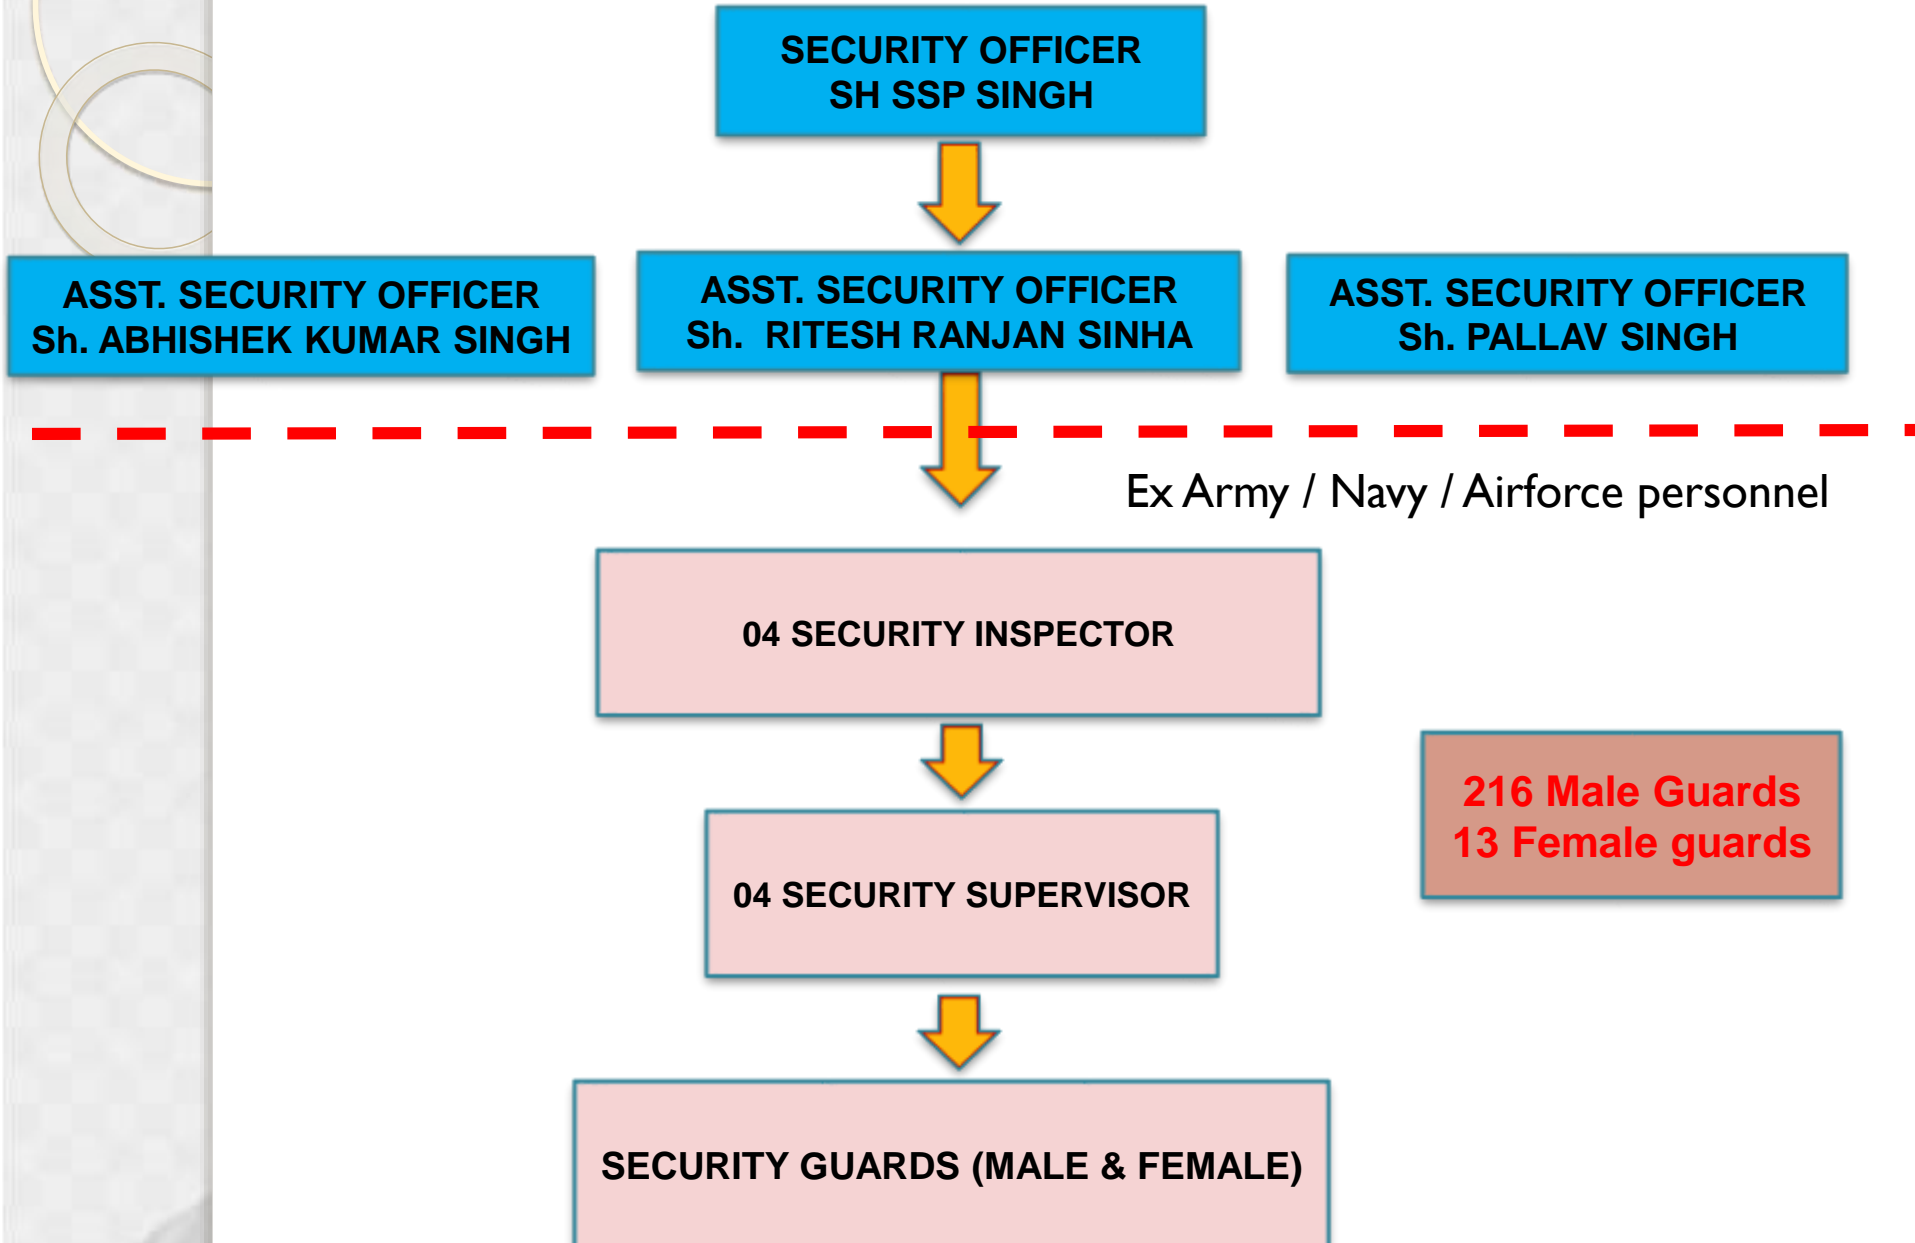 SECURITY OFFICER
SH SSP SINGH
ASST. SECURITY OFFICER
Sh. ABHISHEK KUMAR SINGH
ASST. SECURITY OFFICER
Sh. RITESH RANJAN SINHA
ASST. SECURITY OFFICER
Sh. PALLAV SINGH
Ex Army / Navy / Airforce personnel
04 SECURITY INSPECTOR
216 Male Guards
13 Female guards
04 SECURITY SUPERVISOR
SECURITY GUARDS (MALE & FEMALE)